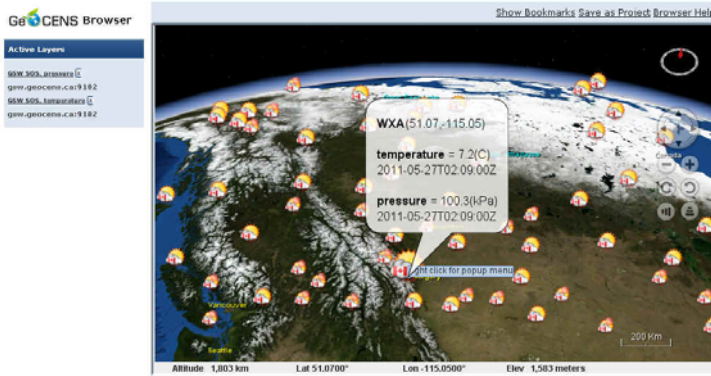 GeoCENS Browser
Show Bookmarks Save as Project Browser Help
Active Layers
GSW SOS, pressure
gsw.geocens.ca:9102
GSW SOS, temperature
gsw.geocens.ca:9102
WXA(51.07,-115.05)
temperature = 7.2(C)
2011-05-27T02:09:00Z
pressure = 100.3(kPa)
2011-05-27T02:09:00Z
Canada
ght click for popup menu
Vancouver
Seattle
200 Km
Altitude 1,803 km Lat 51.0700° Lon -115.0500° Elev 1,583 meters